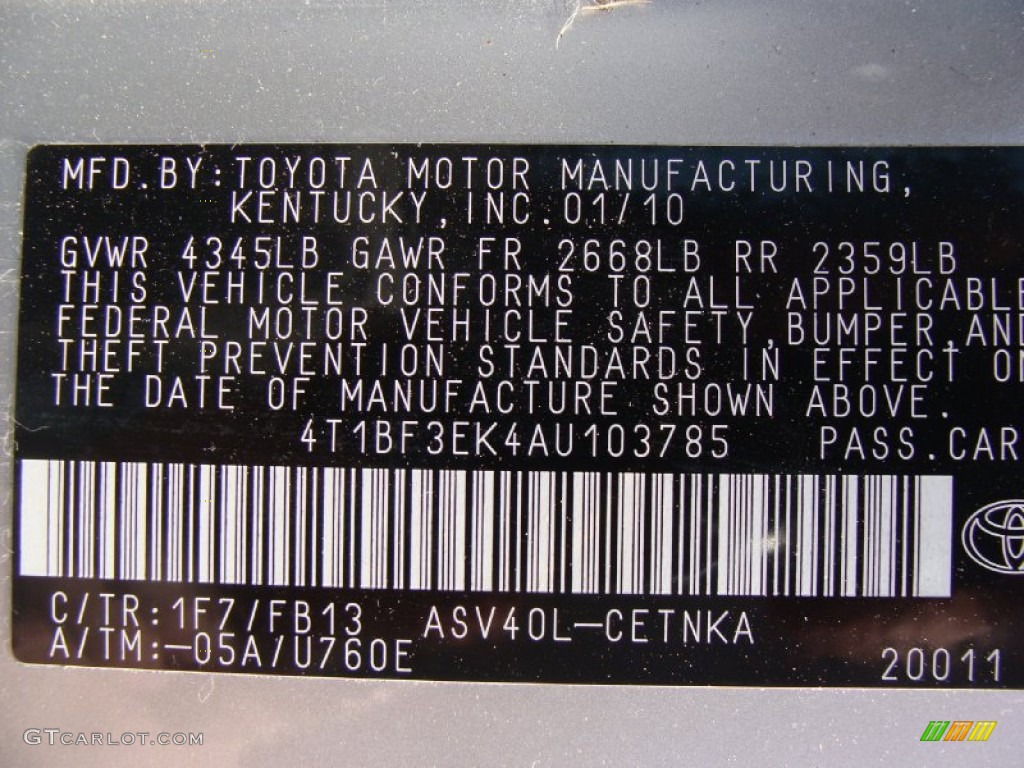 MFD.BY:TOYOTA MOTOR MANUFACTURING,
KENTUCKY,INC.01/10
GVWR 4345LB GAWR FR 2668LB RR 2359LB
THIS VEHICLE CONFORMS TO ALL APPLICABLE
FEDERAL MOTOR VEHICLE SAFETY,BUMPER,AND
THEFT PREVENTION STANDARDS IN EFFECT ON
THE DATE OF MANUFACTURE SHOWN ABOVE.
4T1BF3EK4AU103785 PASS.CAR
C/TR:1F7/FB13 ASV40L-CETNKA
A/TM:-05A/U760E
20011
GTCARLOT.COM